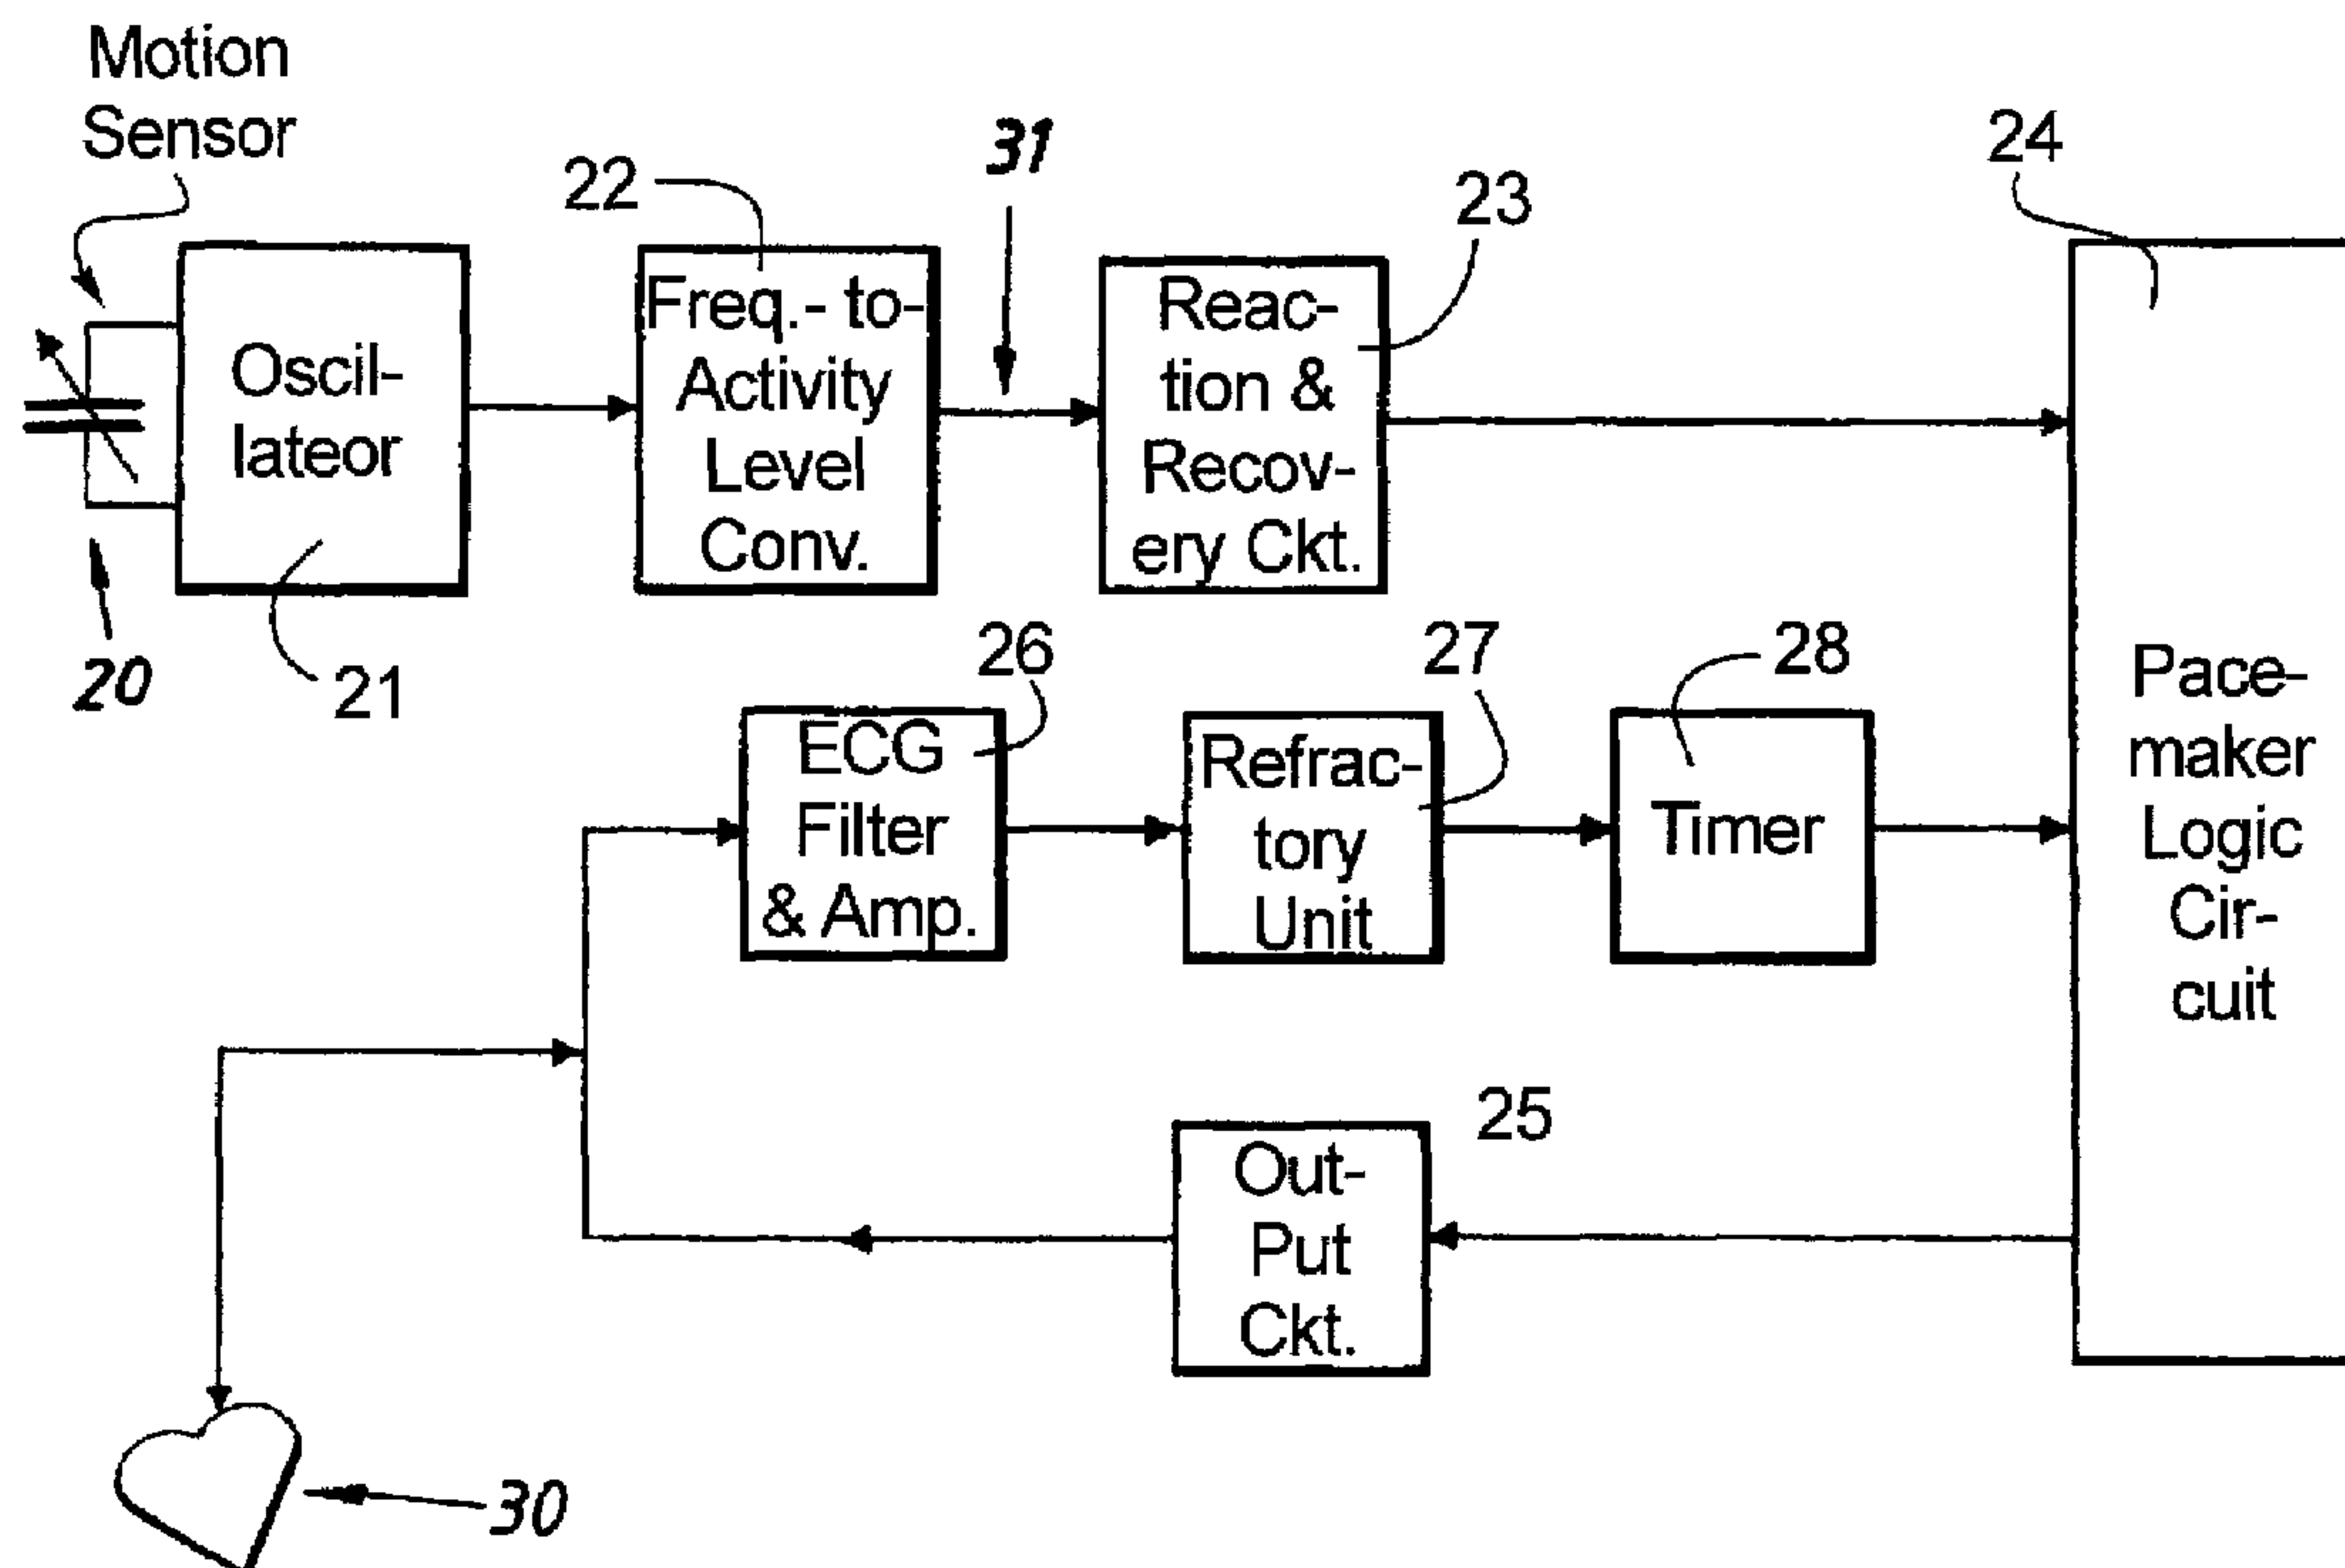 Motion
Sensor
20
Oscil-
lateor
21
22
Freq.- to-
Activity
Level
Conv.
31
23
Reac-
tion &
Recov-
ery Ckt.
24
Pace-
maker
Logic
Cir-
cuit
26
ECG
Filter
& Amp.
27
Refrac-
tory
Unit
28
Timer
25
Out-
Put
Ckt.
30